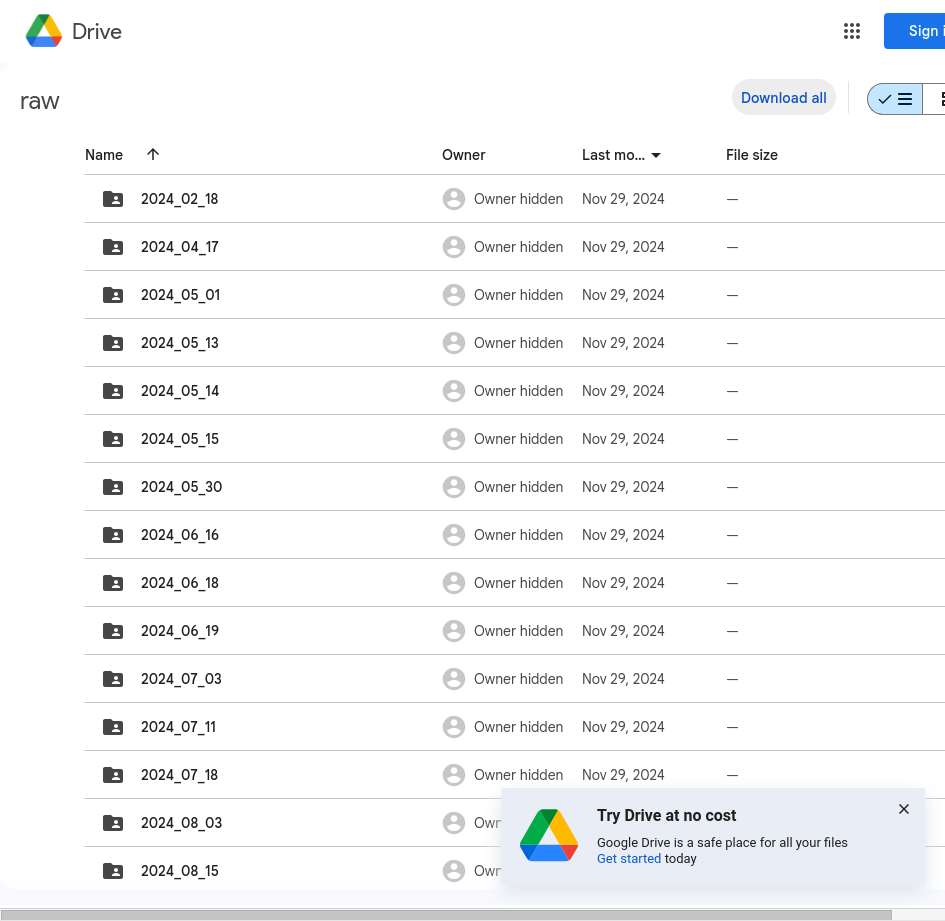 Drive
Sign i
raw
Download all
Name Owner Last mo... File size
2024_02_18 Owner hidden Nov 29, 2024 —
2024_04_17 Owner hidden Nov 29, 2024 —
2024_05_01 Owner hidden Nov 29, 2024 —
2024_05_13 Owner hidden Nov 29, 2024 —
2024_05_14 Owner hidden Nov 29, 2024 —
2024_05_15 Owner hidden Nov 29, 2024 —
2024_05_30 Owner hidden Nov 29, 2024 —
2024_06_16 Owner hidden Nov 29, 2024 —
2024_06_18 Owner hidden Nov 29, 2024 —
2024_06_19 Owner hidden Nov 29, 2024 —
2024_07_03 Owner hidden Nov 29, 2024 —
2024_07_11 Owner hidden Nov 29, 2024 —
2024_07_18 Owner hidden Nov 29, 2024 —
2024_08_03 Own
2024_08_15 Own
Try Drive at no cost
Google Drive is a safe place for all your files
Get started today